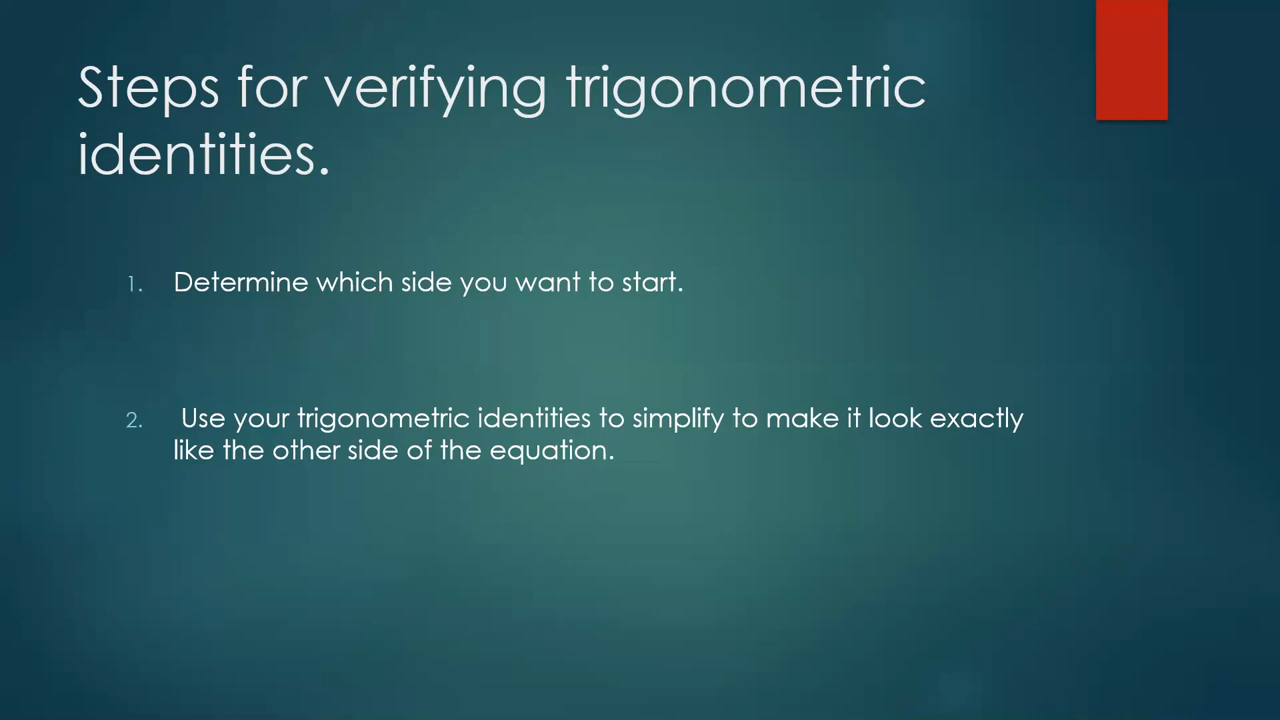 Steps for verifying trigonometric
identities.
1. Determine which side you want to start.
2. Use your trigonometric identities to simplify to make it look exactly
like the other side of the equation.